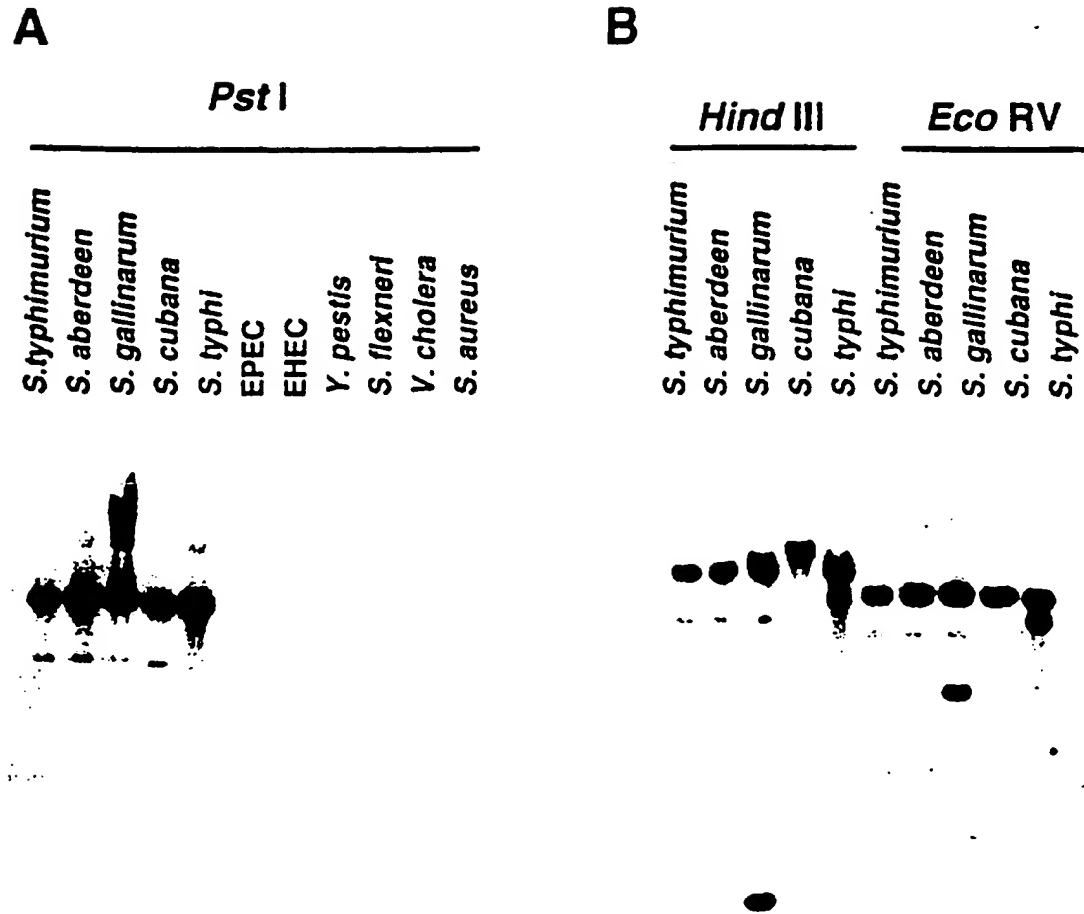 A
B
Pst I
Hind III
Eco RV
S.typhimurium
S. aberdeen
S. gallinarum
S. cubana
S. typhi
EPEC
EHEC
Y. pestis
S. flexneri
V. cholera
S. aureus
S. typhimurium
S. aberdeen
S. gallinarum
S. cubana
S. typhi
S. typhimurium
S. aberdeen
S. gallinarum
S. cubana
S. typhi